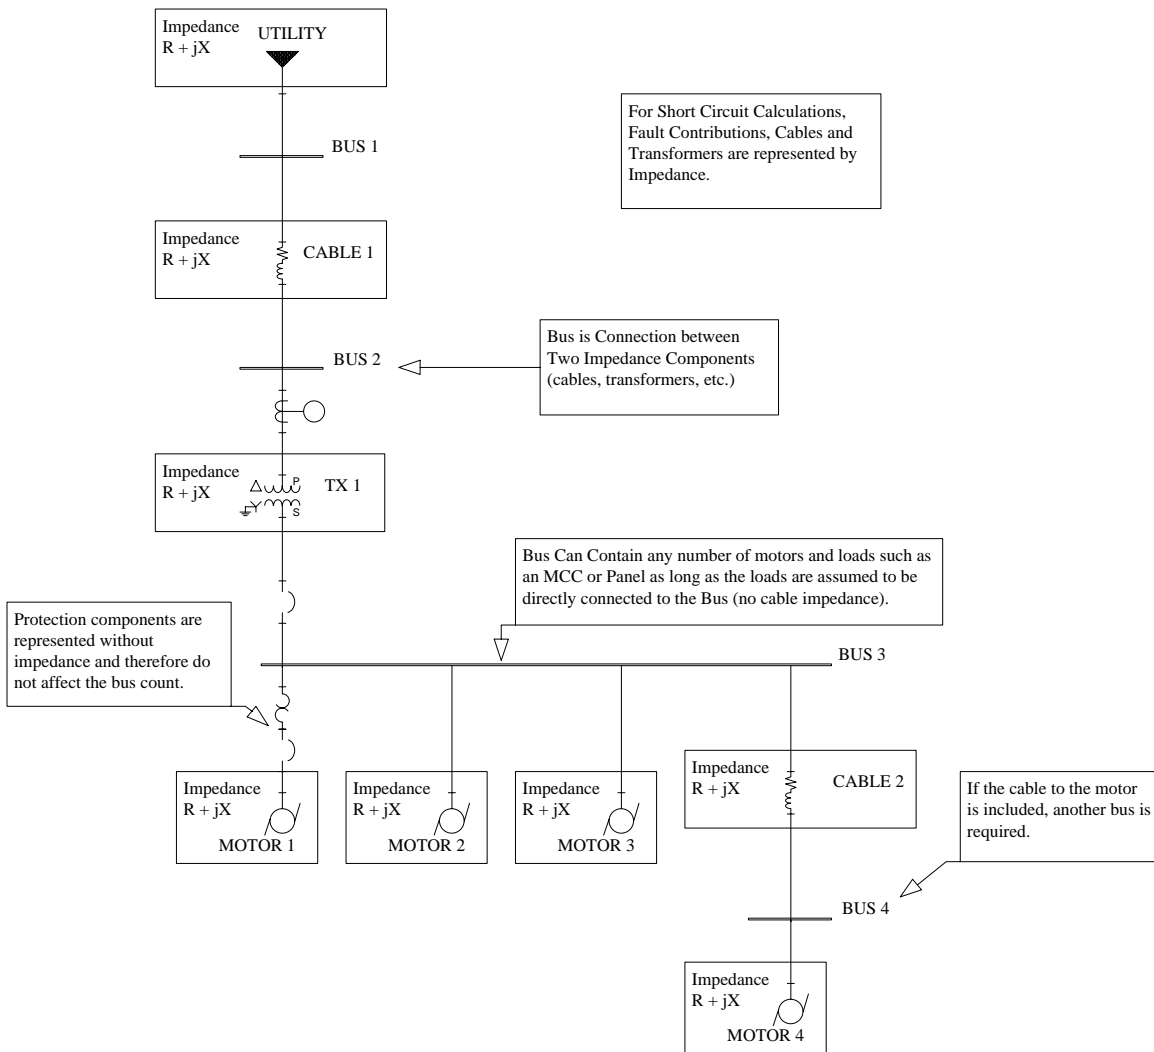 Impedance
R + jX
UTILITY
For Short Circuit Calculations,
Fault Contributions, Cables and
Transformers are represented by
Impedance.
BUS 1
Impedance
R + jX
CABLE 1
Bus is Connection between
Two Impedance Components
(cables, transformers, etc.)
BUS 2
Impedance
R + jX
P
S
TX 1
Bus Can Contain any number of motors and loads such as
an MCC or Panel as long as the loads are assumed to be
directly connected to the Bus (no cable impedance).
Protection components are
represented without
impedance and therefore do
not affect the bus count.
BUS 3
Impedance
R + jX
MOTOR 1
Impedance
R + jX
MOTOR 2
Impedance
R + jX
MOTOR 3
Impedance
R + jX
CABLE 2
If the cable to the motor
is included, another bus is
required.
BUS 4
Impedance
R + jX
MOTOR 4